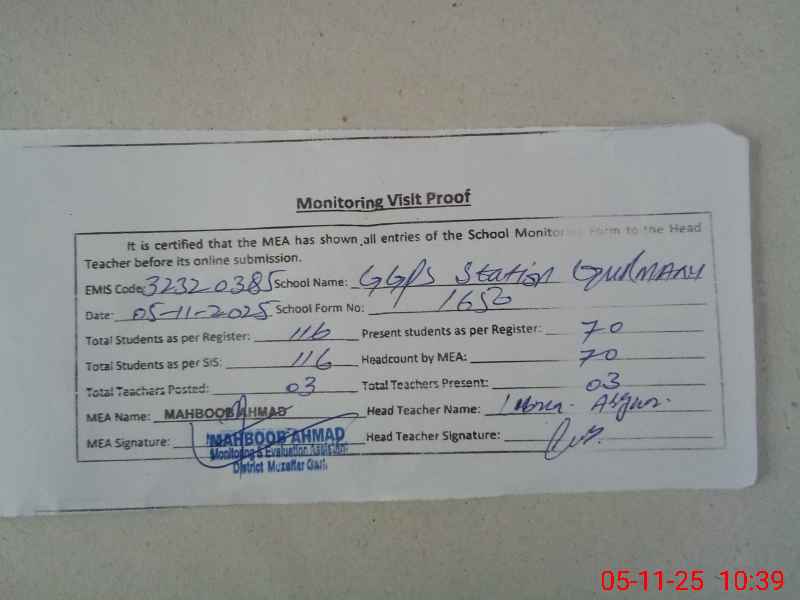 Monitoring Visit Proof
It is certified that the MEA has shown all entries of the School Monitoring Form to the Head
Teacher before its online submission.
EMIS Code: 32320385 School Name: GGPS Station Gurmany
Date: 05-11-2025 School Form No: 1650
Total Students as per Register: 116 Present students as per Register: 70
Total Students as per SIS: 116 Headcount by MEA: 70
Total Teachers Posted: 03 Total Teachers Present: 03
MEA Name: MAHBOOB AHMAD Head Teacher Name: Asgar
MEA Signature: Head Teacher Signature:
MAHBOOB AHMAD
Monitoring & Evaluation Assistant
District Muzaffar Garh.
05-11-25 10:39